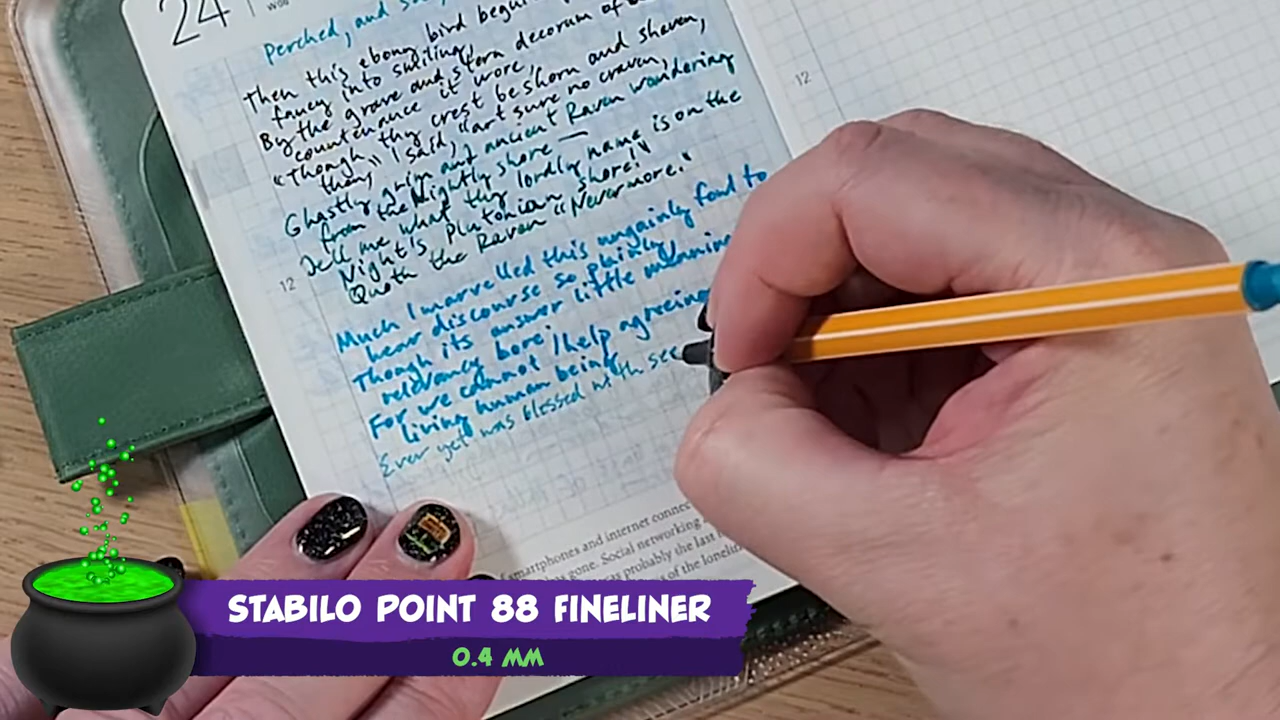 24
Perched, and
Then this ebony bird
fancy into smiling,
By the grave and stern decorum of
countenance it wore,
"Though thy crest be shorn and shaven,
thou," I said, "art sure no craven,
Ghastly grim and ancient Raven wandering
from the Nightly shore —
Tell me what thy lordly name is on the
Night's Plutonian shore!"
Quoth the Raven "Nevermore."
12
12
Much I marvelled this ungainly fowl to
hear discourse so plainly
Though its answer little meaning
relevancy bore;
For we cannot help agreeing
living human being
Ever yet was blessed with see
smartphones and internet connec
gone. Social networking
was probably the last
of the lonelin
STABILO POINT 88 FINELINER
0.4 MM